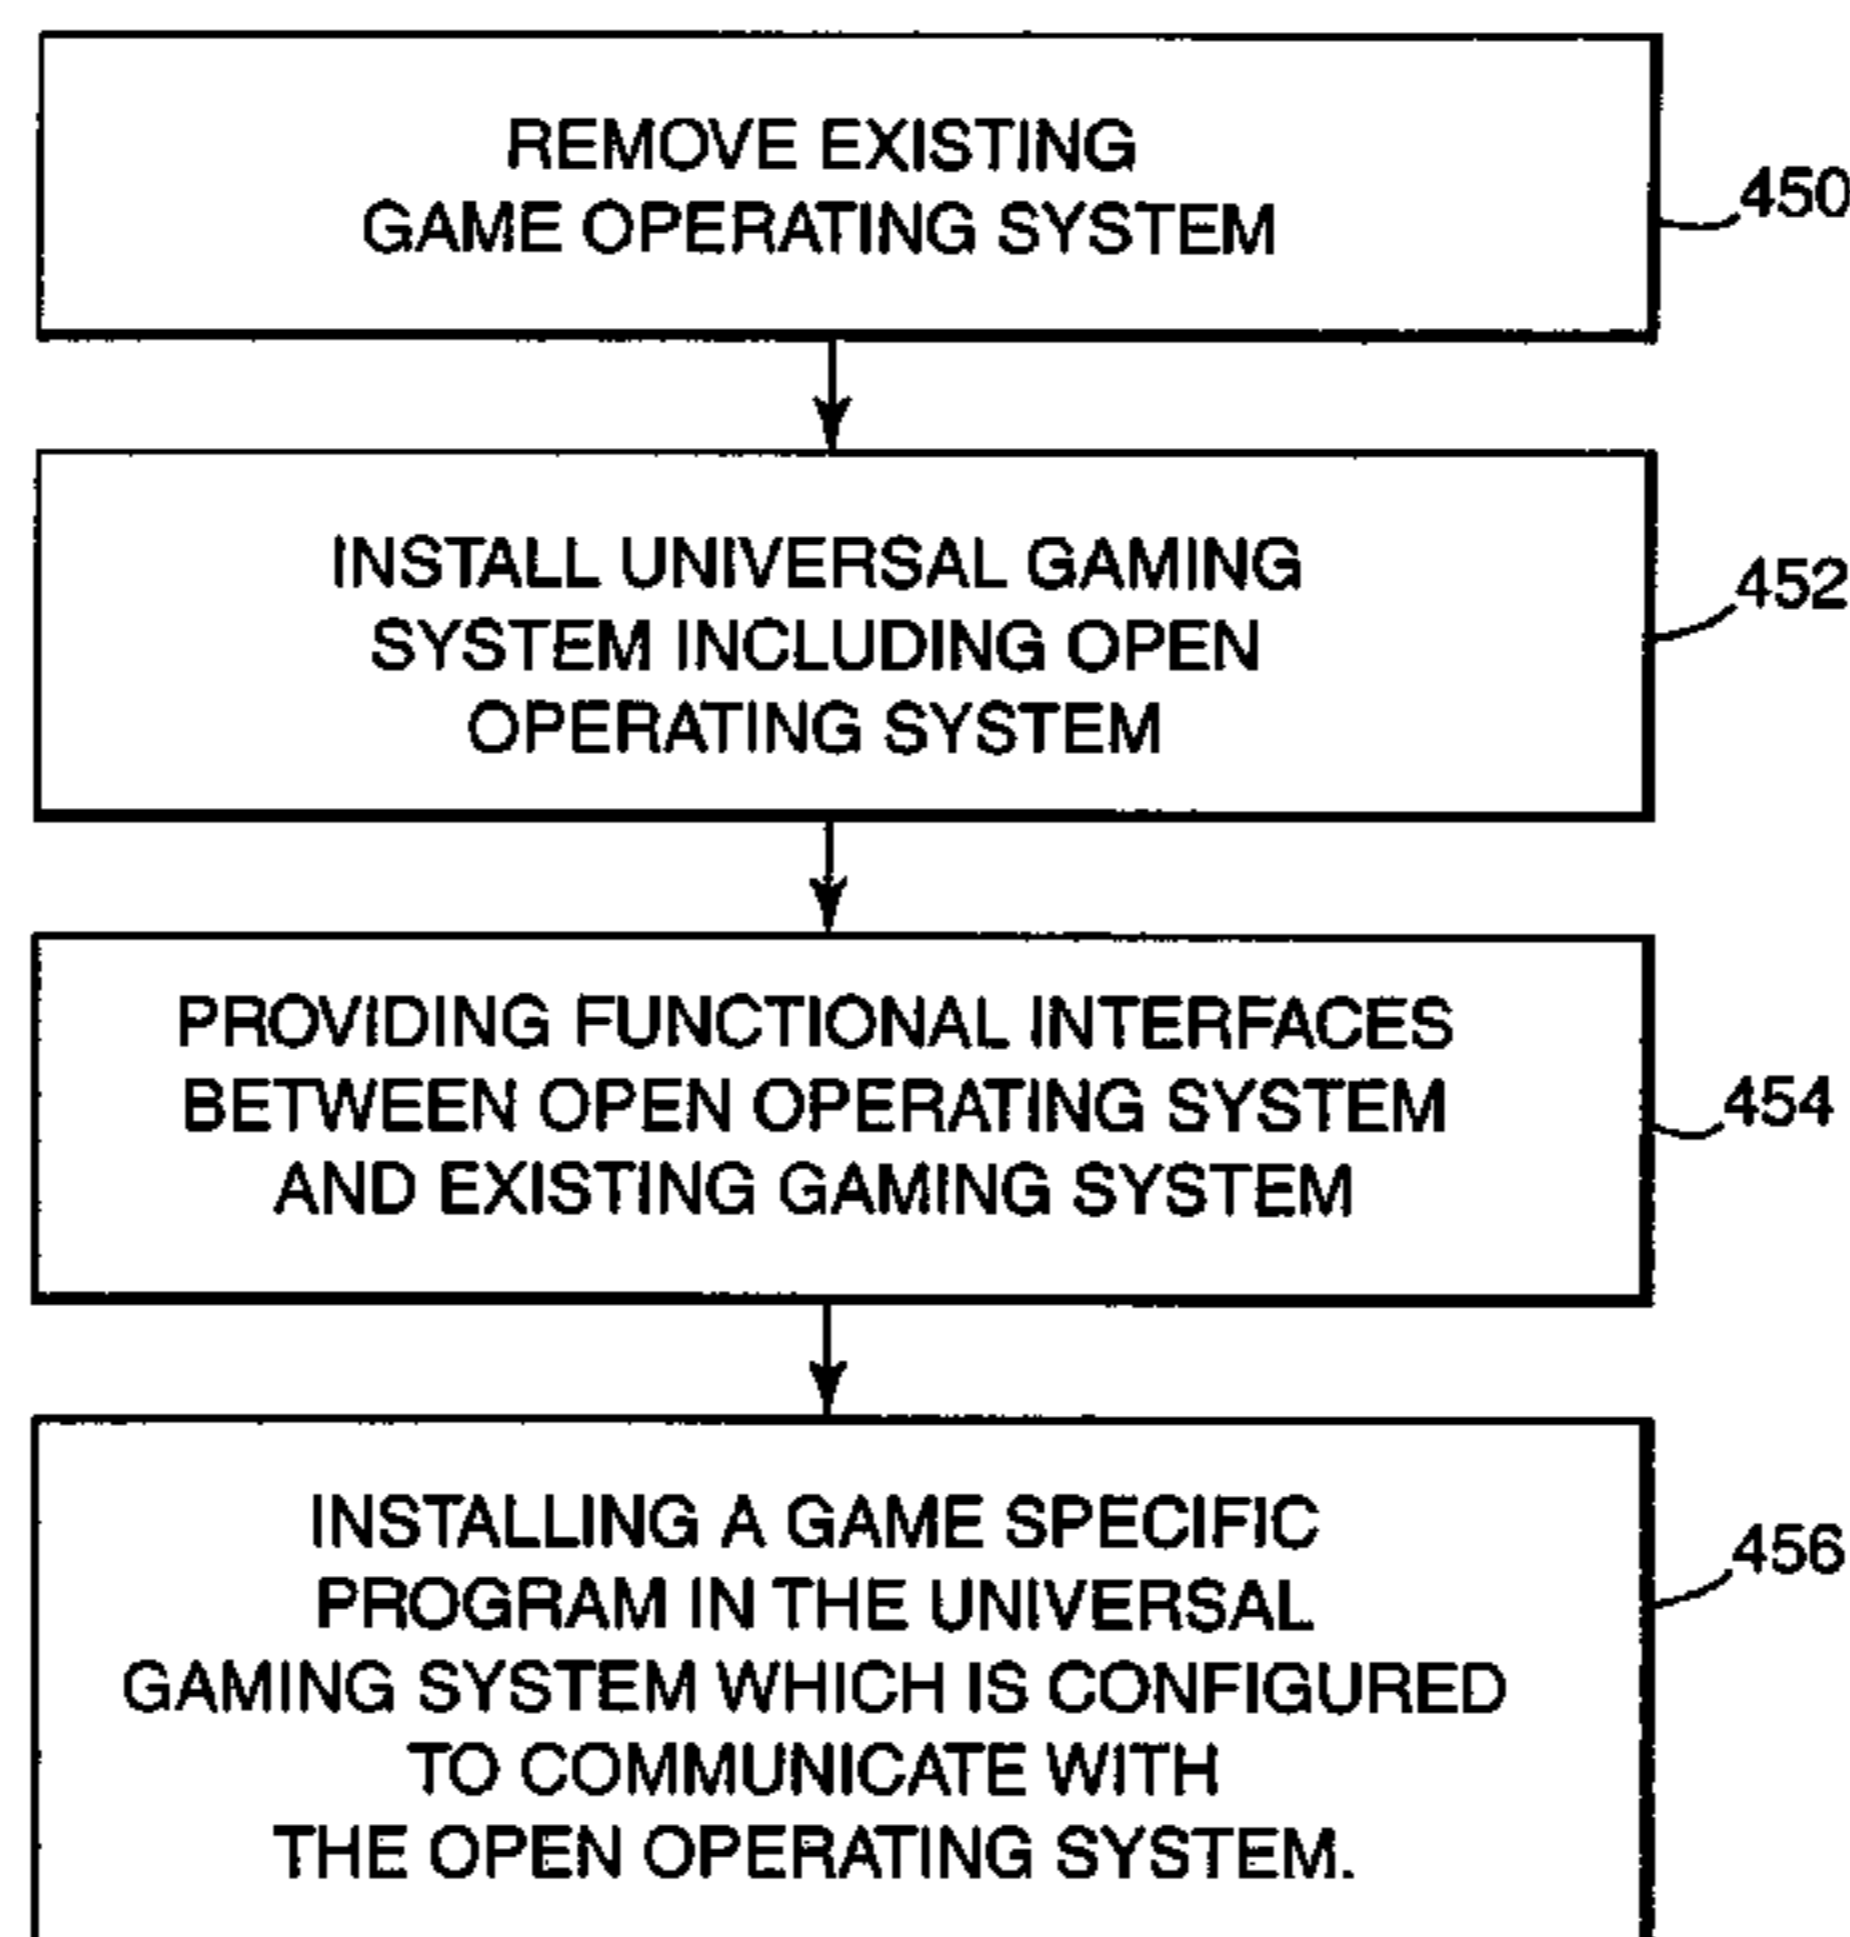 REMOVE EXISTING
GAME OPERATING SYSTEM
450
INSTALL UNIVERSAL GAMING
SYSTEM INCLUDING OPEN
OPERATING SYSTEM
452
PROVIDING FUNCTIONAL INTERFACES
BETWEEN OPEN OPERATING SYSTEM
AND EXISTING GAMING SYSTEM
454
INSTALLING A GAME SPECIFIC
PROGRAM IN THE UNIVERSAL
GAMING SYSTEM WHICH IS CONFIGURED
TO COMMUNICATE WITH
THE OPEN OPERATING SYSTEM.
456